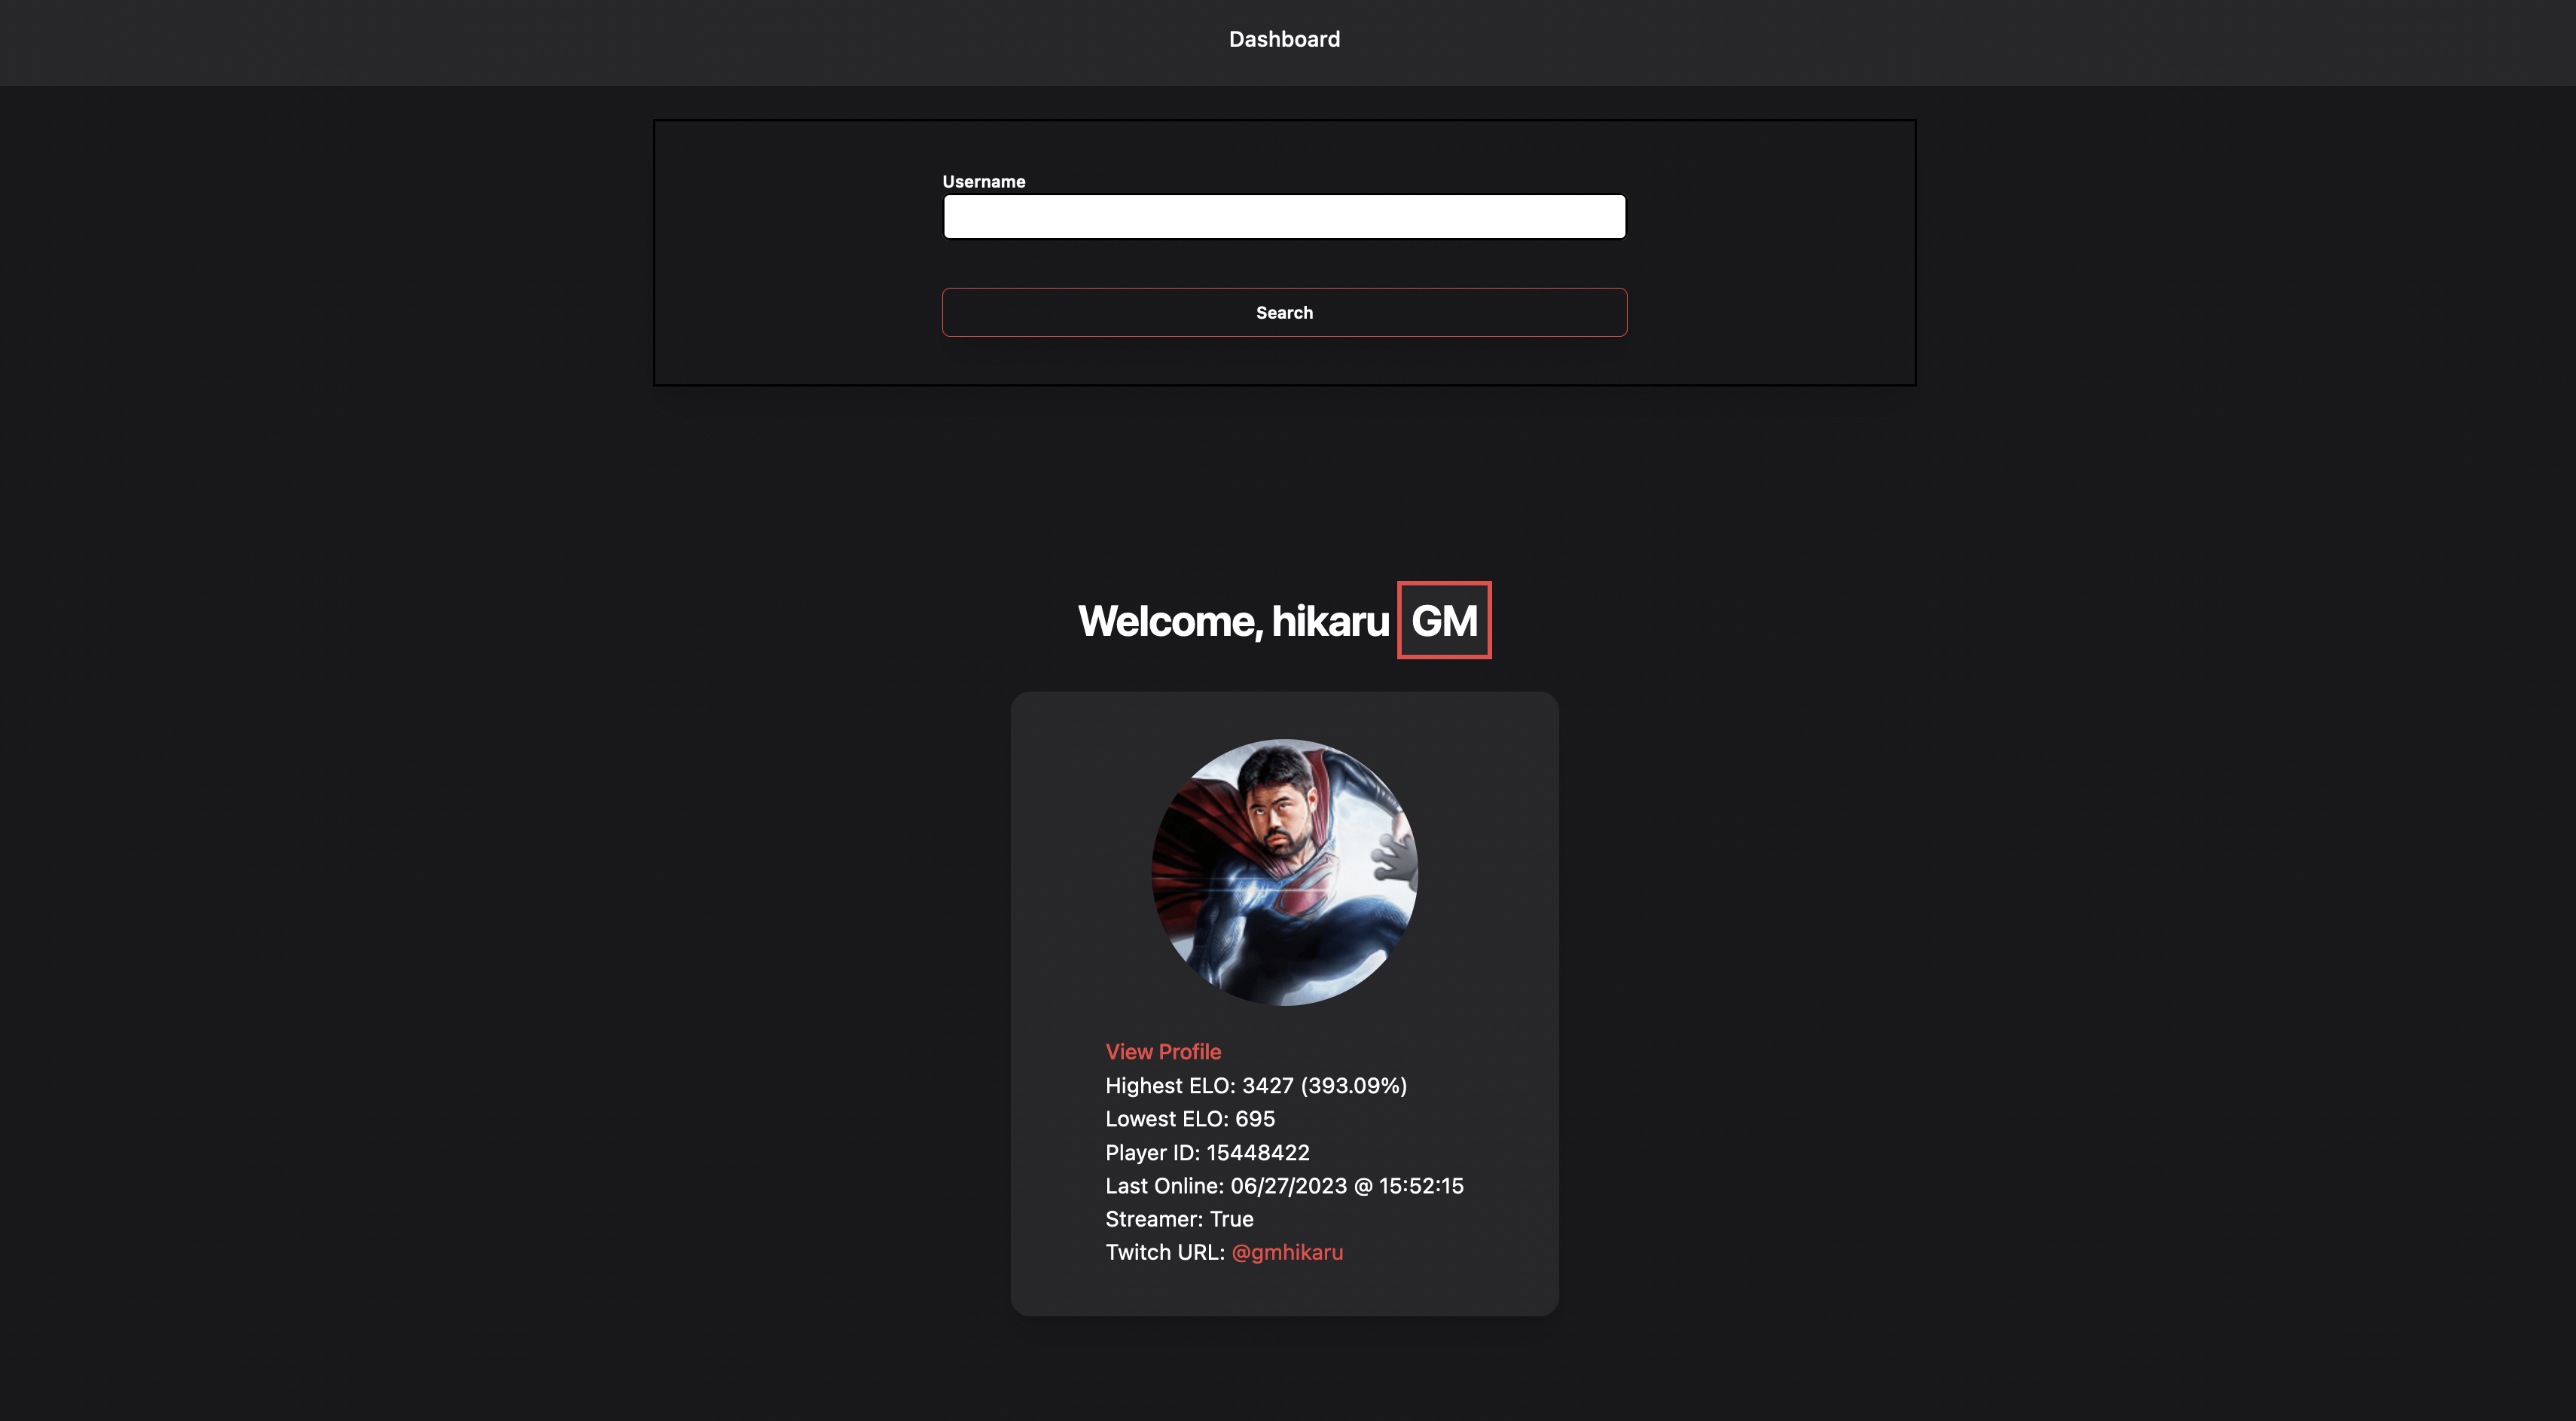 Dashboard
Username
Search
Welcome, hikaru GM
View Profile
Highest ELO: 3427 (393.09%)
Lowest ELO: 695
Player ID: 15448422
Last Online: 06/27/2023 @ 15:52:15
Streamer: True
Twitch URL: @gmhikaru